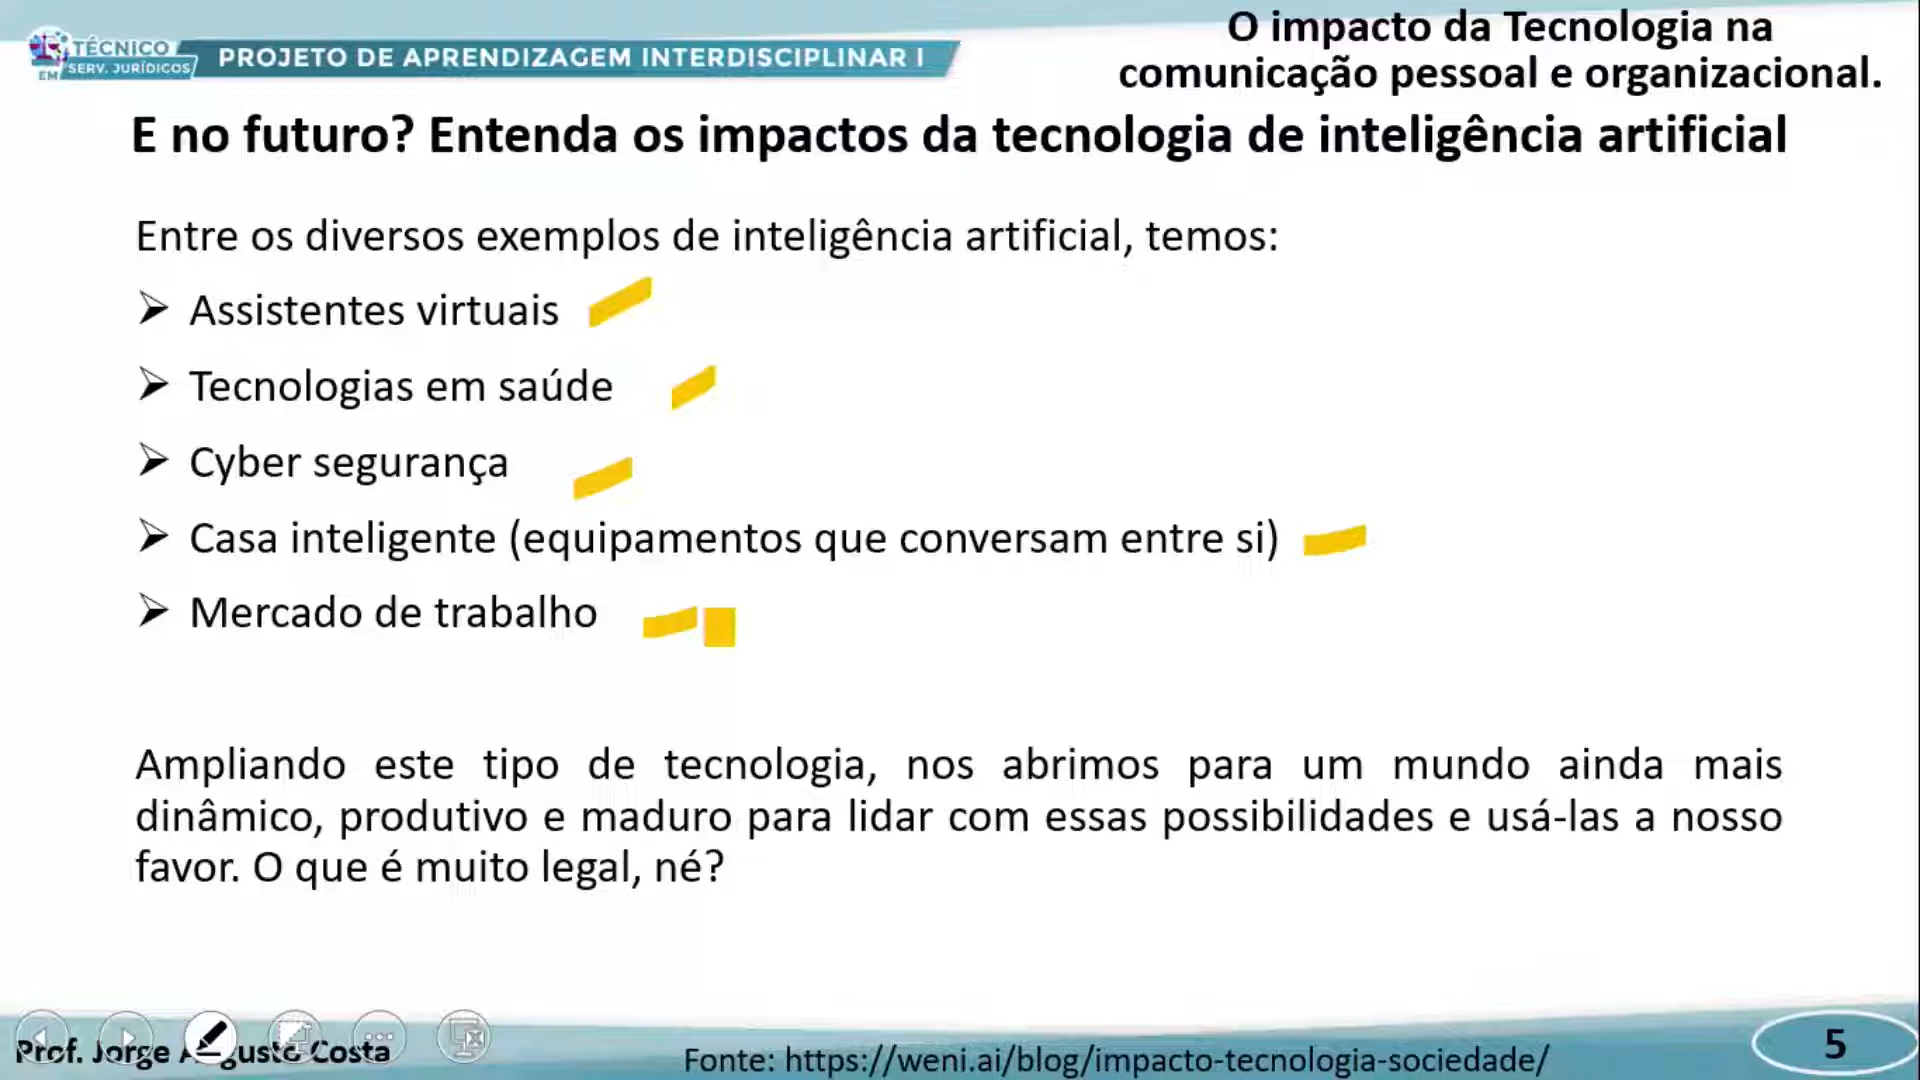 TÉCNICO
EM SERV. JURÍDICOS
PROJETO DE APRENDIZAGEM INTERDISCIPLINAR I
O impacto da Tecnologia na
comunicação pessoal e organizacional.
E no futuro? Entenda os impactos da tecnologia de inteligência artificial
Entre os diversos exemplos de inteligência artificial, temos:
Assistentes virtuais
Tecnologias em saúde
Cyber segurança
Casa inteligente (equipamentos que conversam entre si)
Mercado de trabalho
Ampliando este tipo de tecnologia, nos abrimos para um mundo ainda mais
dinâmico, produtivo e maduro para lidar com essas possibilidades e usá-las a nosso
favor. O que é muito legal, né?
Prof. Jorge Augusto Costa
Fonte: https://weni.ai/blog/impacto-tecnologia-sociedade/
5